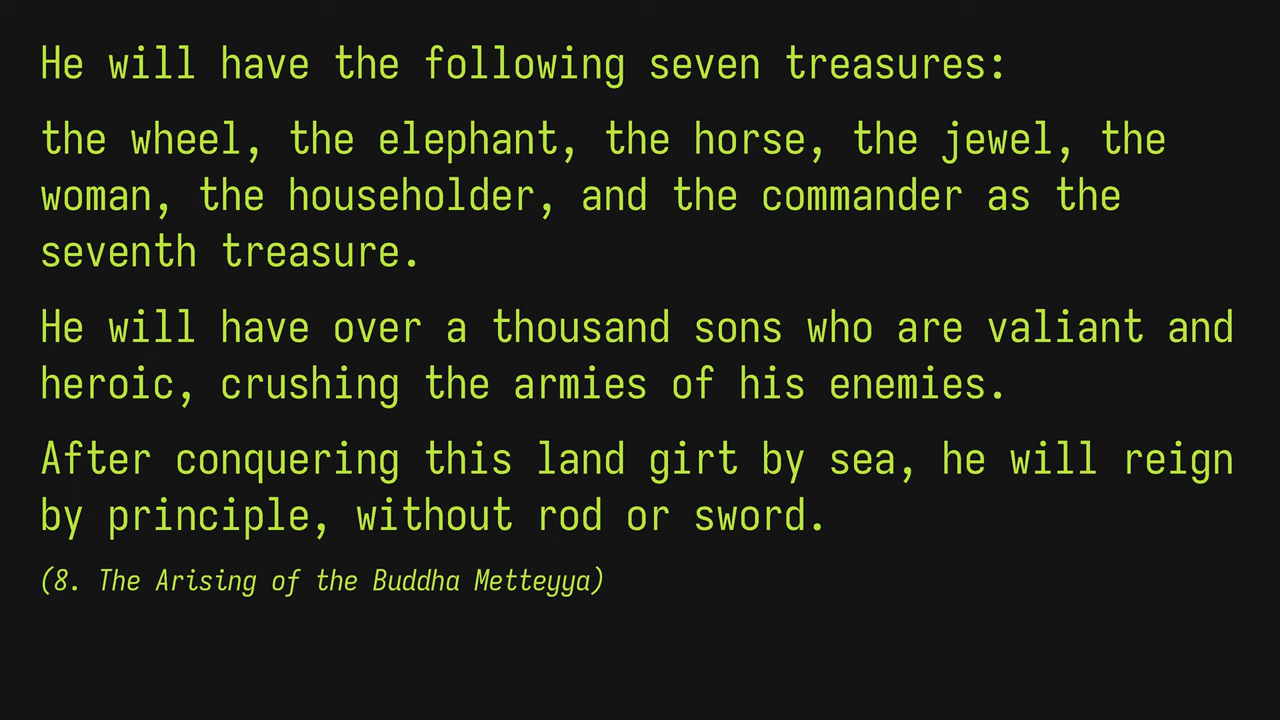 He will have the following seven treasures:
the wheel, the elephant, the horse, the jewel, the
woman, the householder, and the commander as the
seventh treasure.
He will have over a thousand sons who are valiant and
heroic, crushing the armies of his enemies.
After conquering this land girt by sea, he will reign
by principle, without rod or sword.
(8. The Arising of the Buddha Metteyya)